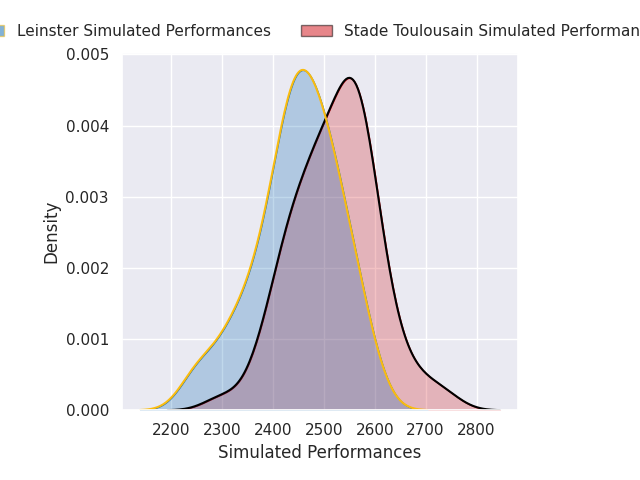 Leinster Simulated Performances Stade Toulousain Simulated Performan
0.005
0.004
0.003
0.002
0.001
0.000
Density
2200 2300 2400 2500 2600 2700 2800
Simulated Performances